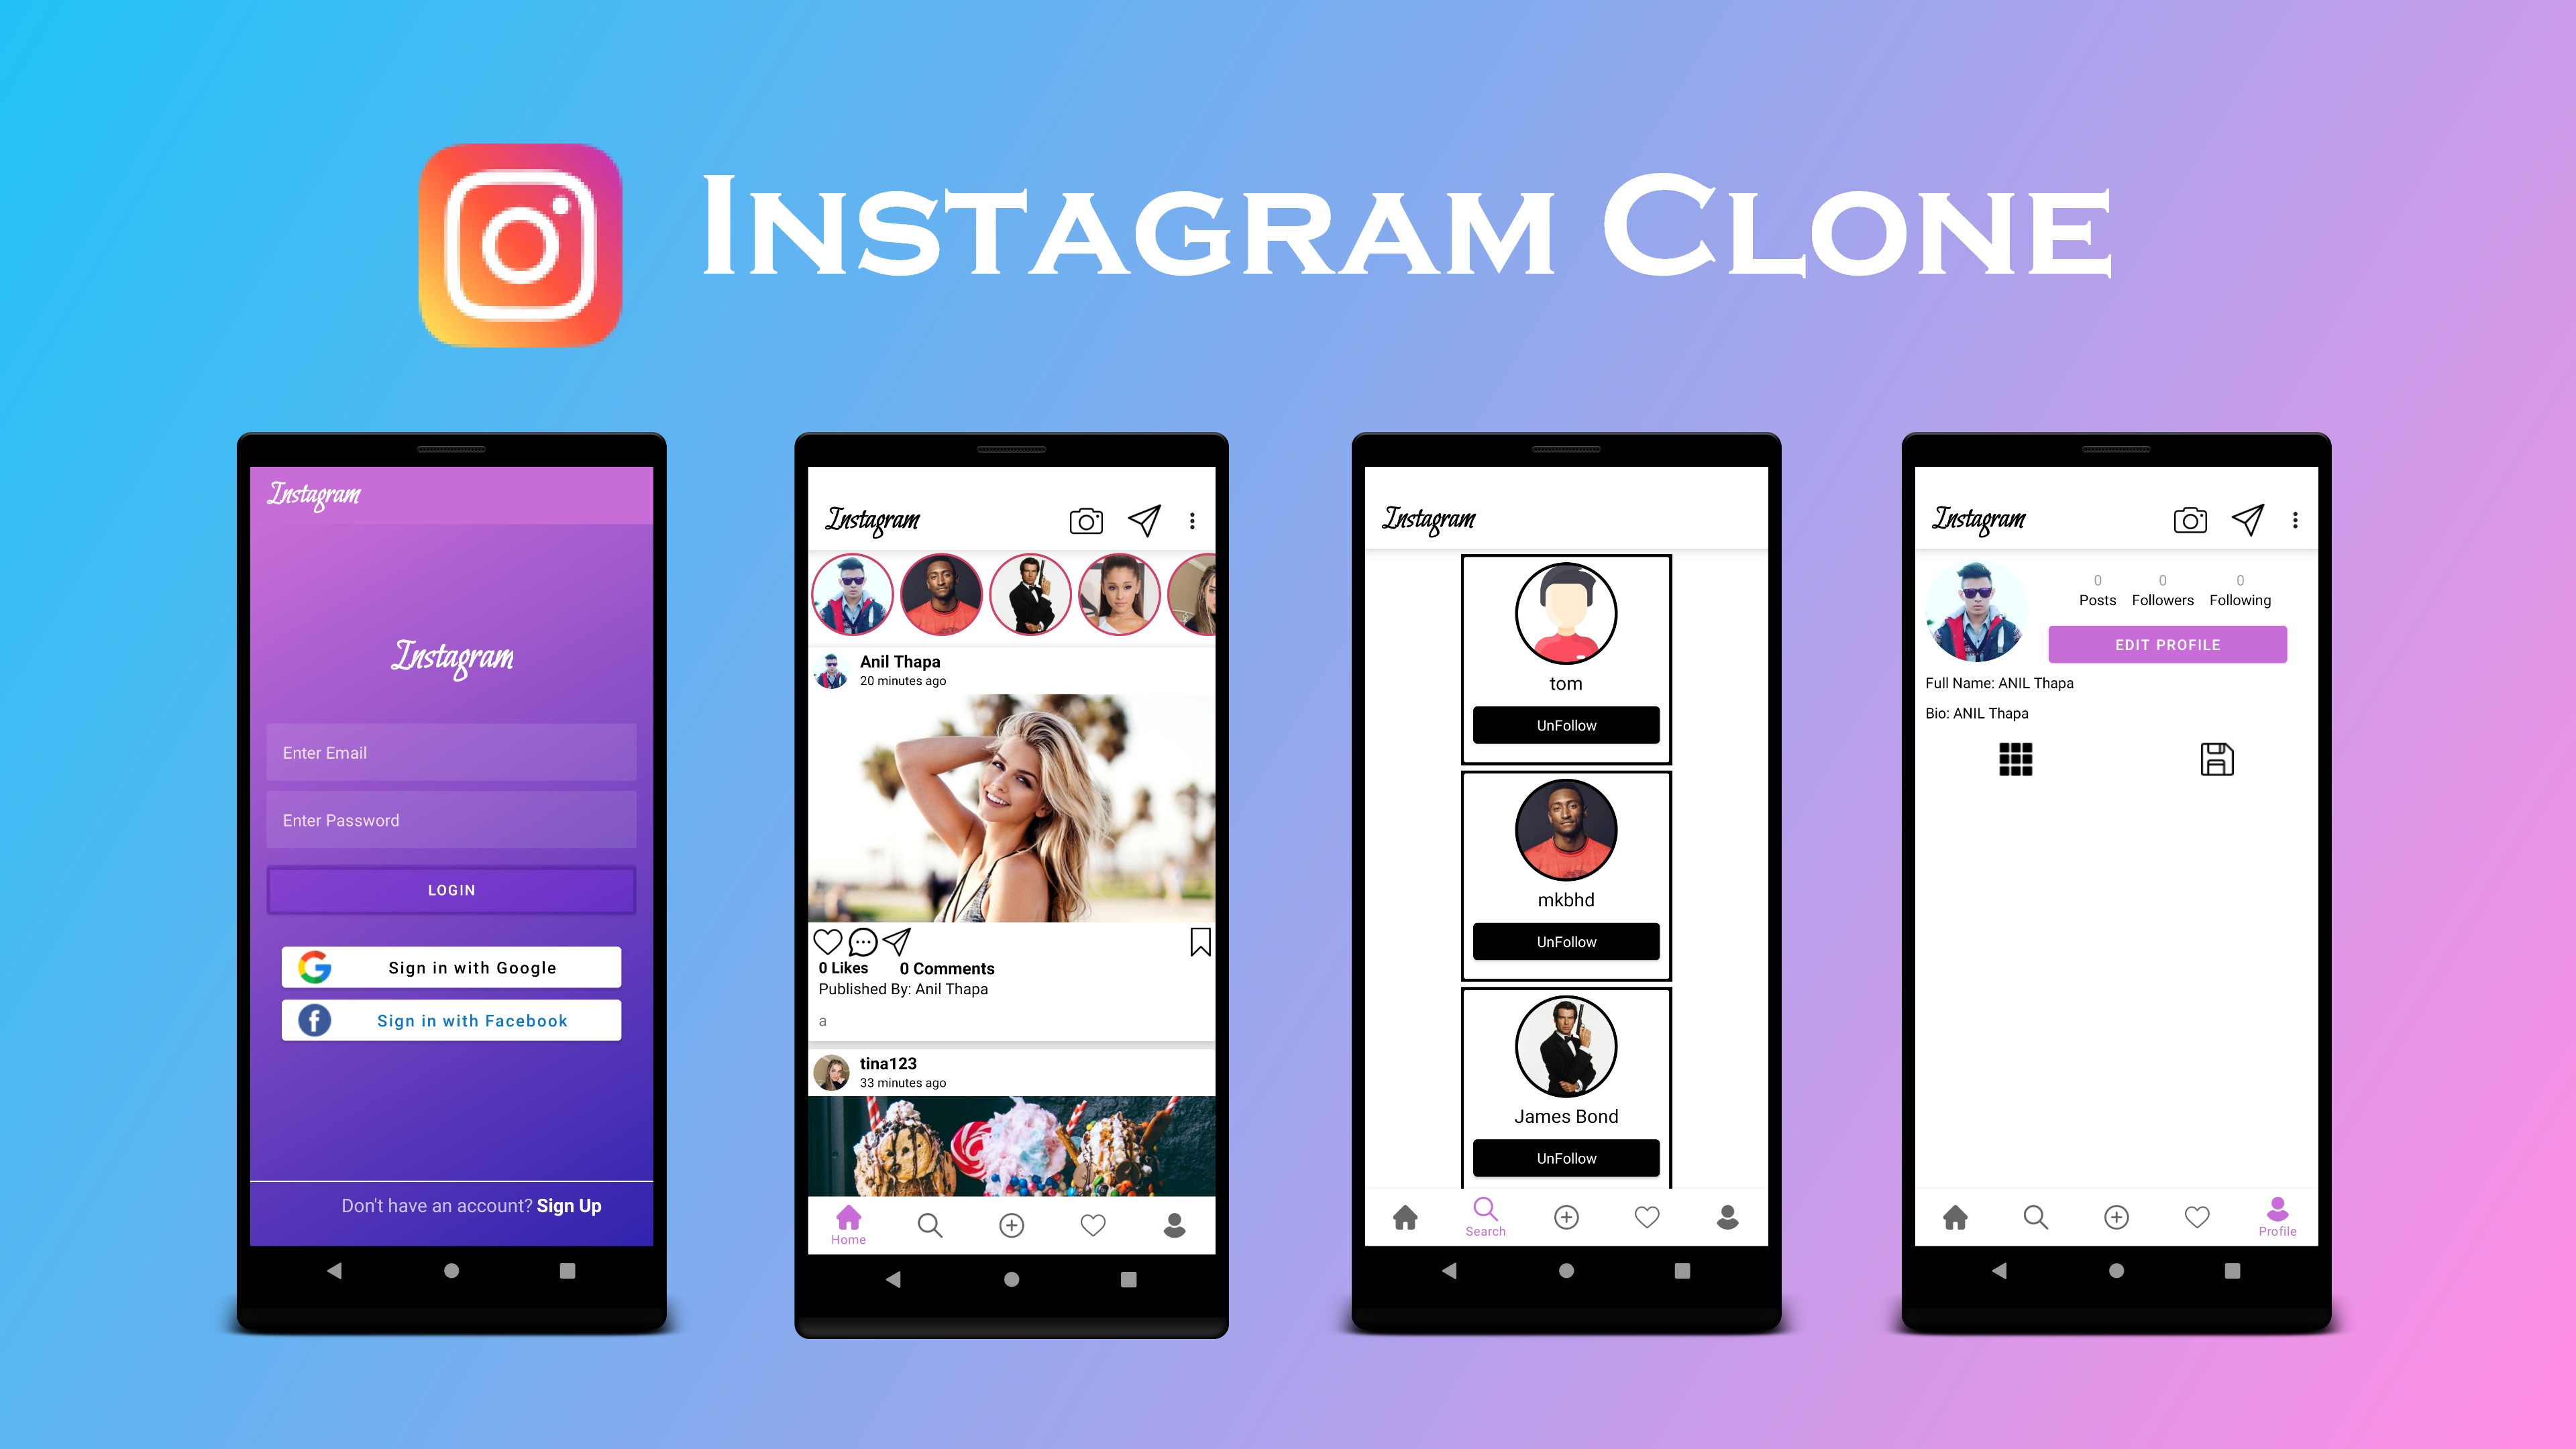 INSTAGRAM CLONE
Instagram
Instagram
Enter Email
Enter Password
LOGIN
Sign in with Google
Sign in with Facebook
Don't have an account? Sign Up
Instagram
Anil Thapa
20 minutes ago
0 Likes 0 Comments
Published By: Anil Thapa
a
tina123
33 minutes ago
Home
Instagram
tom
UnFollow
mkbhd
UnFollow
James Bond
UnFollow
Search
Instagram
0 0 0
Posts Followers Following
EDIT PROFILE
Full Name: ANIL Thapa
Bio: ANIL Thapa
Profile